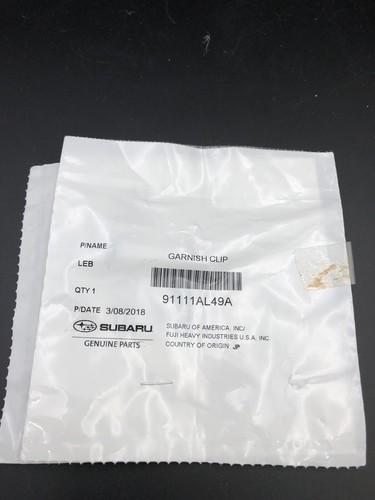 P/NAME GARNISH CLIP
LEB
QTY 1 91111AL49A
P/DATE 3/08/2018
SUBARU SUBARU OF AMERICA, INC/
FUJI HEAVY INDUSTRIES U.S.A, INC.
GENUINE PARTS COUNTRY OF ORIGIN JP